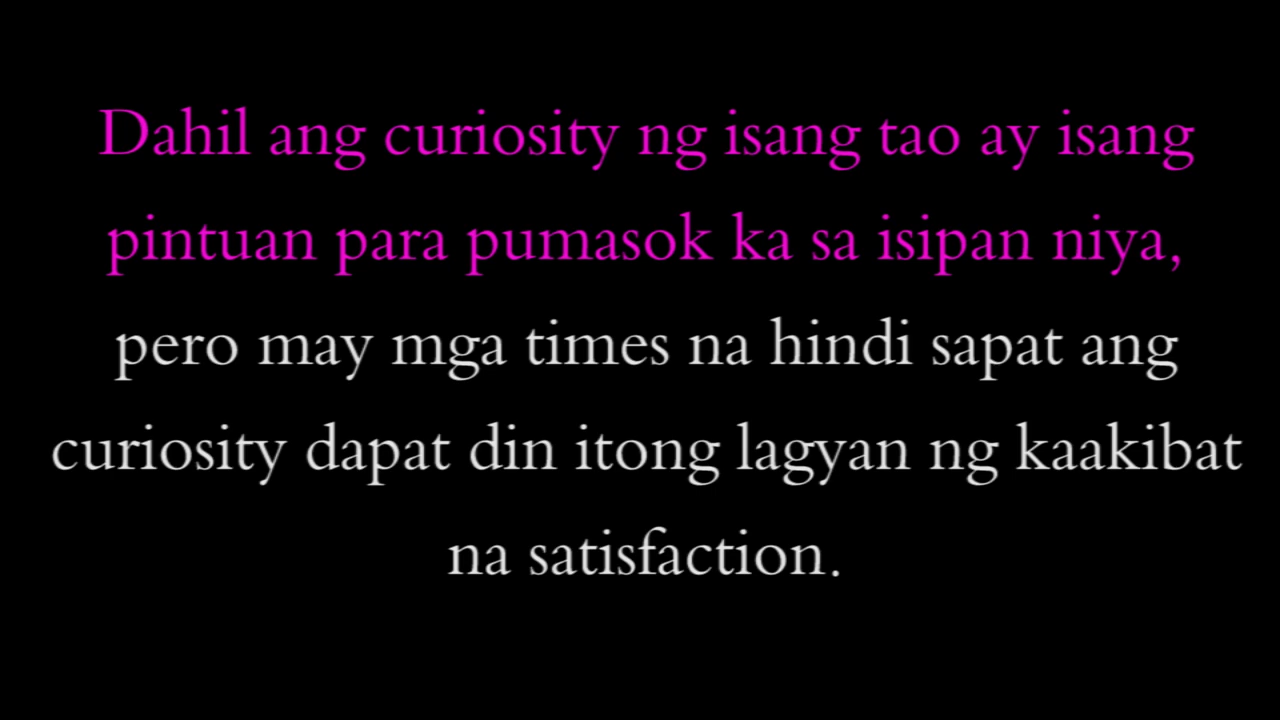 Dahil ang curiosity ng isang tao ay isang
pintuan para pumasok ka sa isipan niya,
pero may mga times na hindi sapat ang
curiosity dapat din itong lagyan ng kaakibat
na satisfaction.